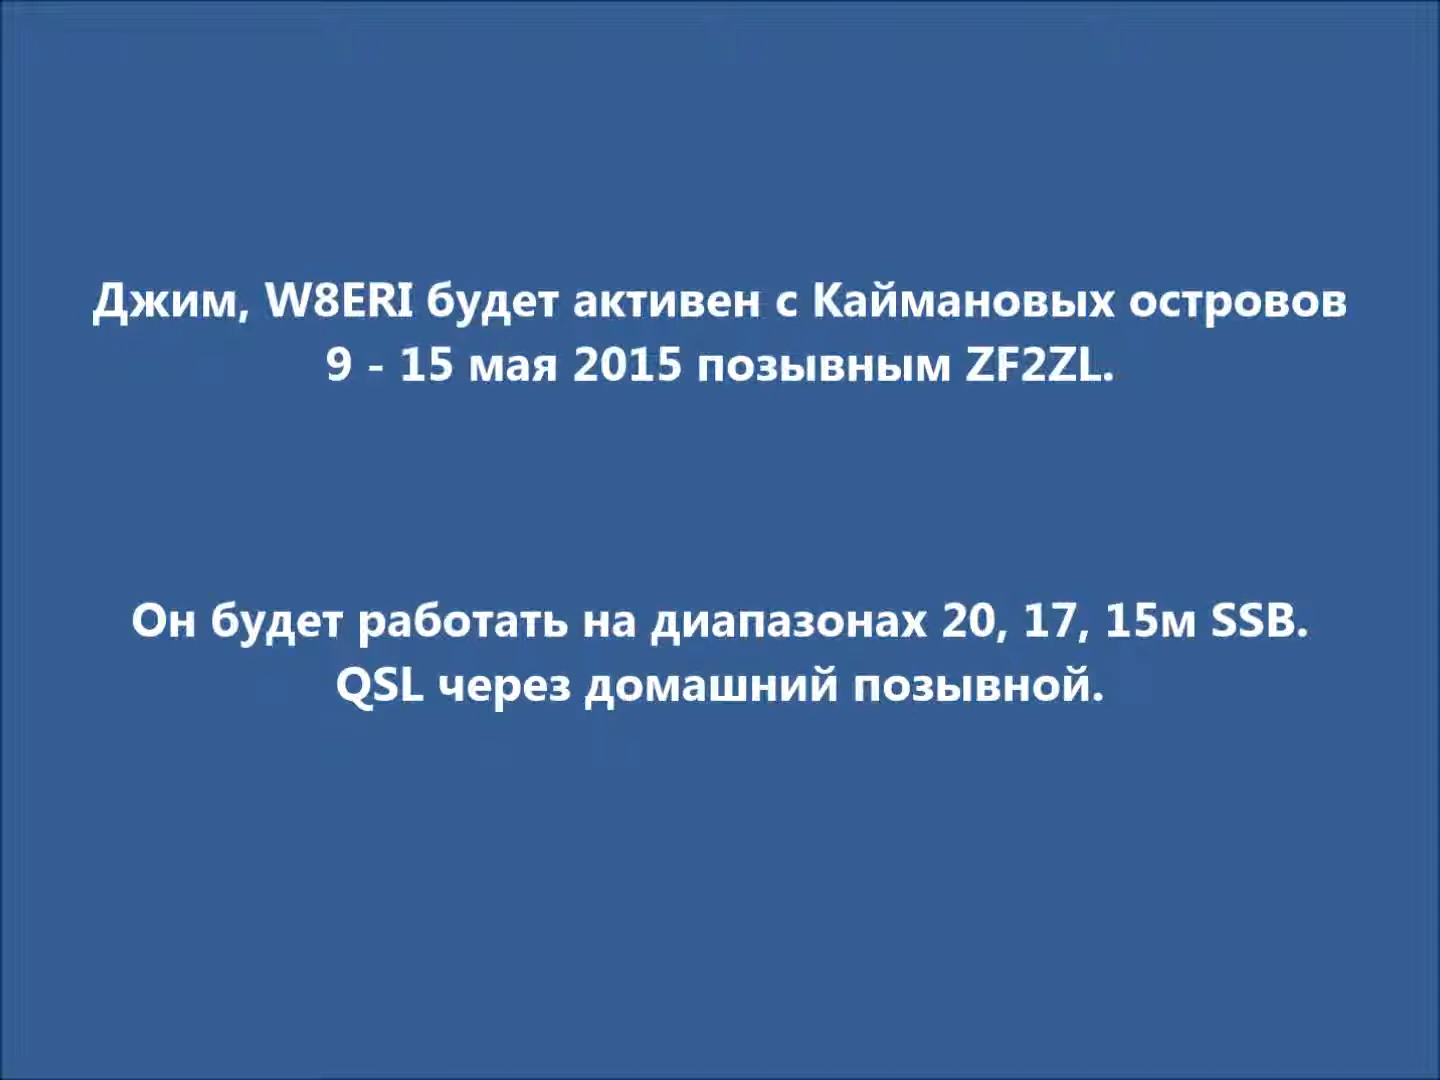 Джим, W8ERI будет активен с Каймановых островов
9 - 15 мая 2015 позывным ZF2ZL.
Он будет работать на диапазонах 20, 17, 15м SSB.
QSL через домашний позывной.